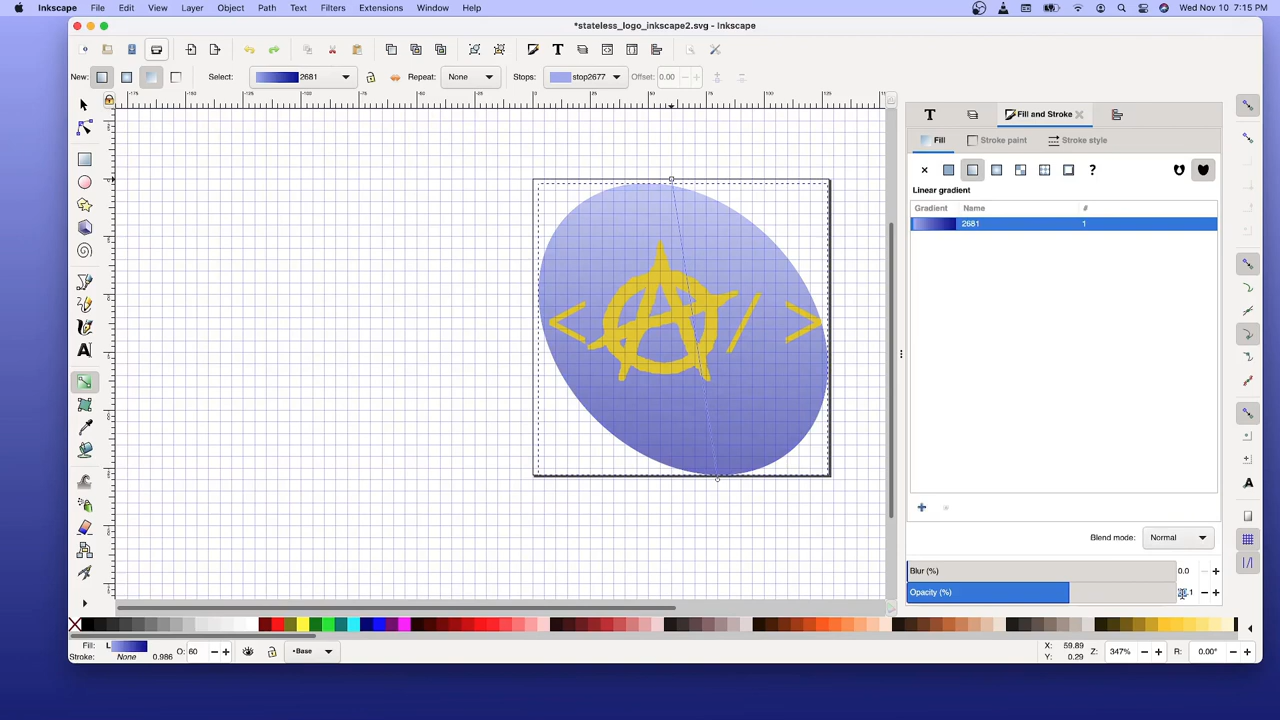 Inkscape File Edit View Layer Object Path Text Filters Extensions Window Help Wed Nov 10 7:15 PM
*stateless_logo_inkscape2.svg - Inkscape
New: Select: 2681 Repeat: None Stops: stop2677 Offset: 0.00
Fill and Stroke
Fill Stroke paint Stroke style
Linear gradient
Gradient Name #
2681 1
< / >
Blend mode: Normal
Blur (%) 0.0
Opacity (%)
Fill: L
Stroke: None 0.986 O: 60 •Base X: 59.89 Y: 0.29 Z: 347% R: 0.00°